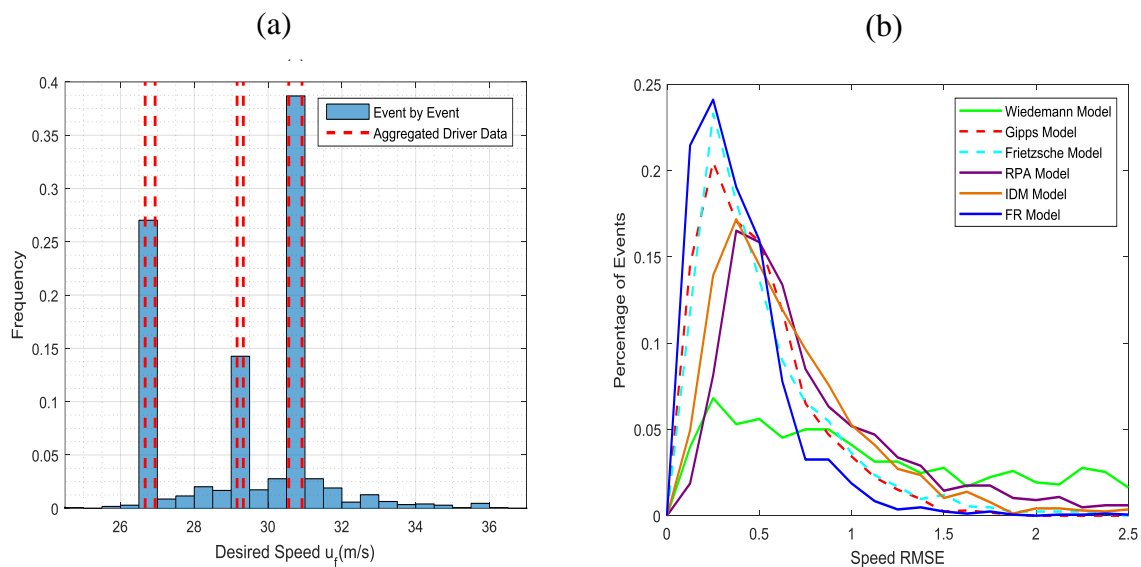 (a)
Event by Event
Aggregated Driver Data
0.4
0.35
0.3
0.25
0.2
0.15
0.1
0.05
0
Frequency
26 28 30 32 34 36
Desired Speed u_f(m/s)
(b)
Wiedemann Model
Gipps Model
Frietzsche Model
RPA Model
IDM Model
FR Model
0.25
0.2
0.15
0.1
0.05
0
Percentage of Events
0 0.5 1 1.5 2 2.5
Speed RMSE